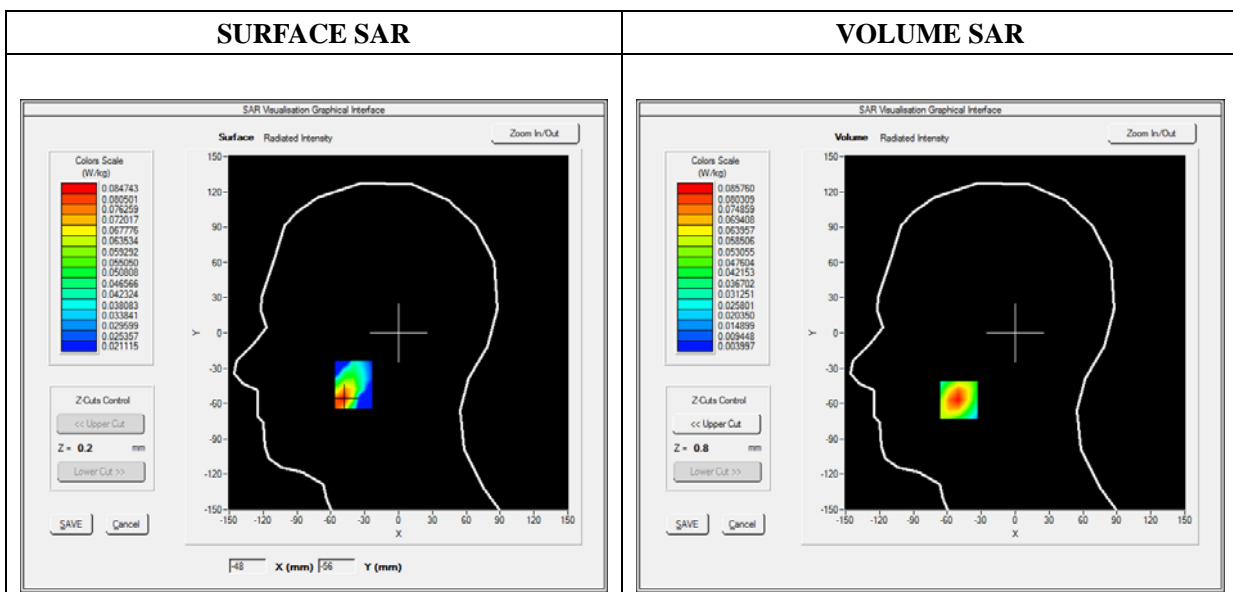 SURFACE SAR
VOLUME SAR
SAR Visualisation Graphical Interface
Surface Radiated Intensity
Zoom In/Out
Colors Scale
(W/kg)
0.084743
0.080501
0.076259
0.072017
0.067776
0.063534
0.059292
0.055050
0.050808
0.046566
0.042324
0.038083
0.033841
0.029599
0.025357
0.021115
Z-Cuts Control
<< Upper Cut
Z = 0.2 mm
Lower Cut >>
SAVE Cancel
150
120
90
60
30
Y 0
-30
-60
-90
-120
-150
-150 -120 -90 -60 -30 0 30 60 90 120 150
X
-48 X (mm) -56 Y (mm)
SAR Visualisation Graphical Interface
Volume Radiated Intensity
Zoom In/Out
Colors Scale
(W/kg)
0.085760
0.080309
0.074859
0.069408
0.063957
0.058506
0.053055
0.047604
0.042153
0.036702
0.031251
0.025801
0.020350
0.014899
0.009448
0.003997
Z-Cuts Control
<< Upper Cut
Z = 0.8 mm
Lower Cut >>
SAVE Cancel
150
120
90
60
30
Y 0
-30
-60
-90
-120
-150
-150 -120 -90 -60 -30 0 30 60 90 120 150
X